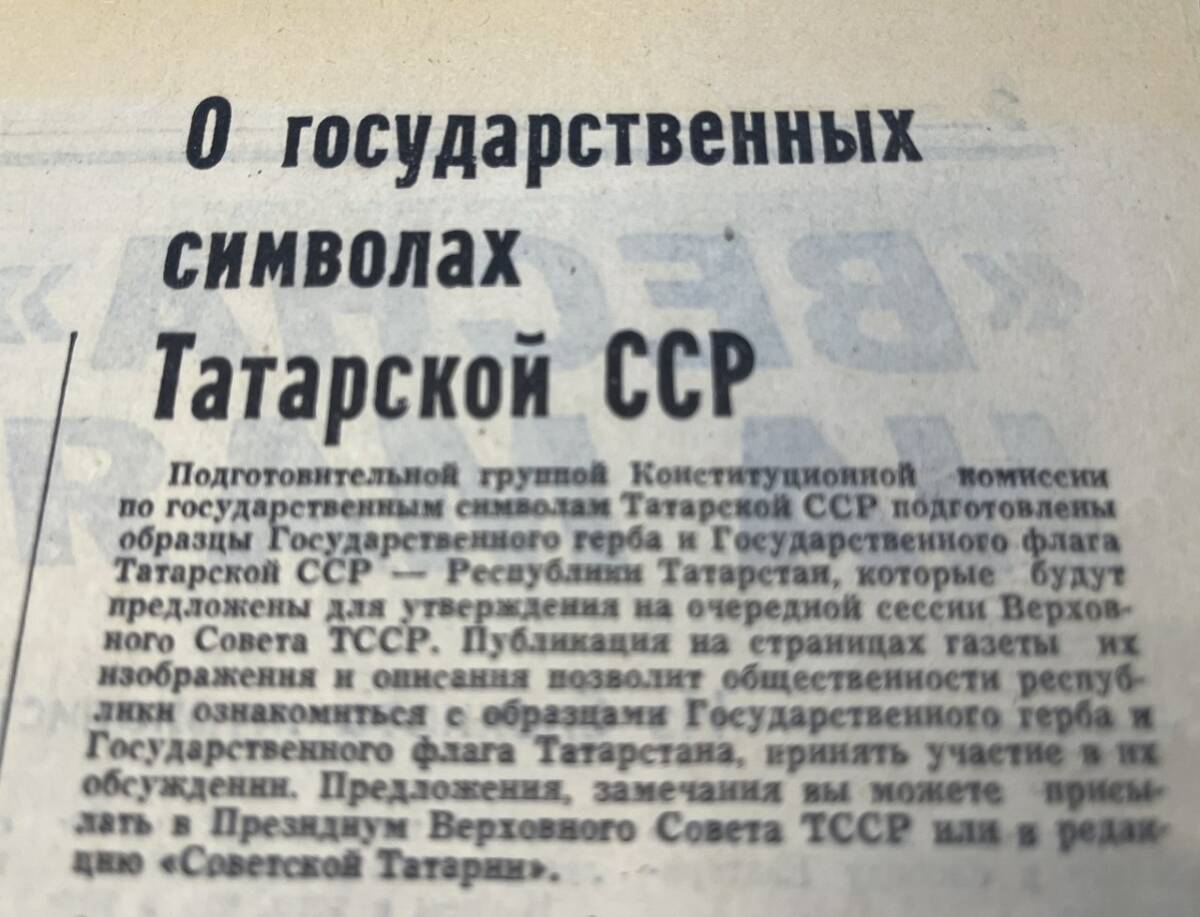 О государственных
символах
Татарской ССР
Подготовительной группой Конституционной комиссии
по государственным символам Татарской ССР подготовлены
образцы Государственного герба и Государственного флага
Татарской ССР — Республики Татарстан, которые будут
предложены для утверждения на очередной сессии Верхов-
ного Совета ТССР. Публикация на страницах газеты их
изображения и описания позволит общественности респуб-
лики ознакомиться с образцами Государственного герба и
Государственного флага Татарстана, принять участие в их
обсуждении. Предложения, замечания вы можете присы-
лать в Президиум Верховного Совета ТССР или в редак-
цию «Советской Татарии».